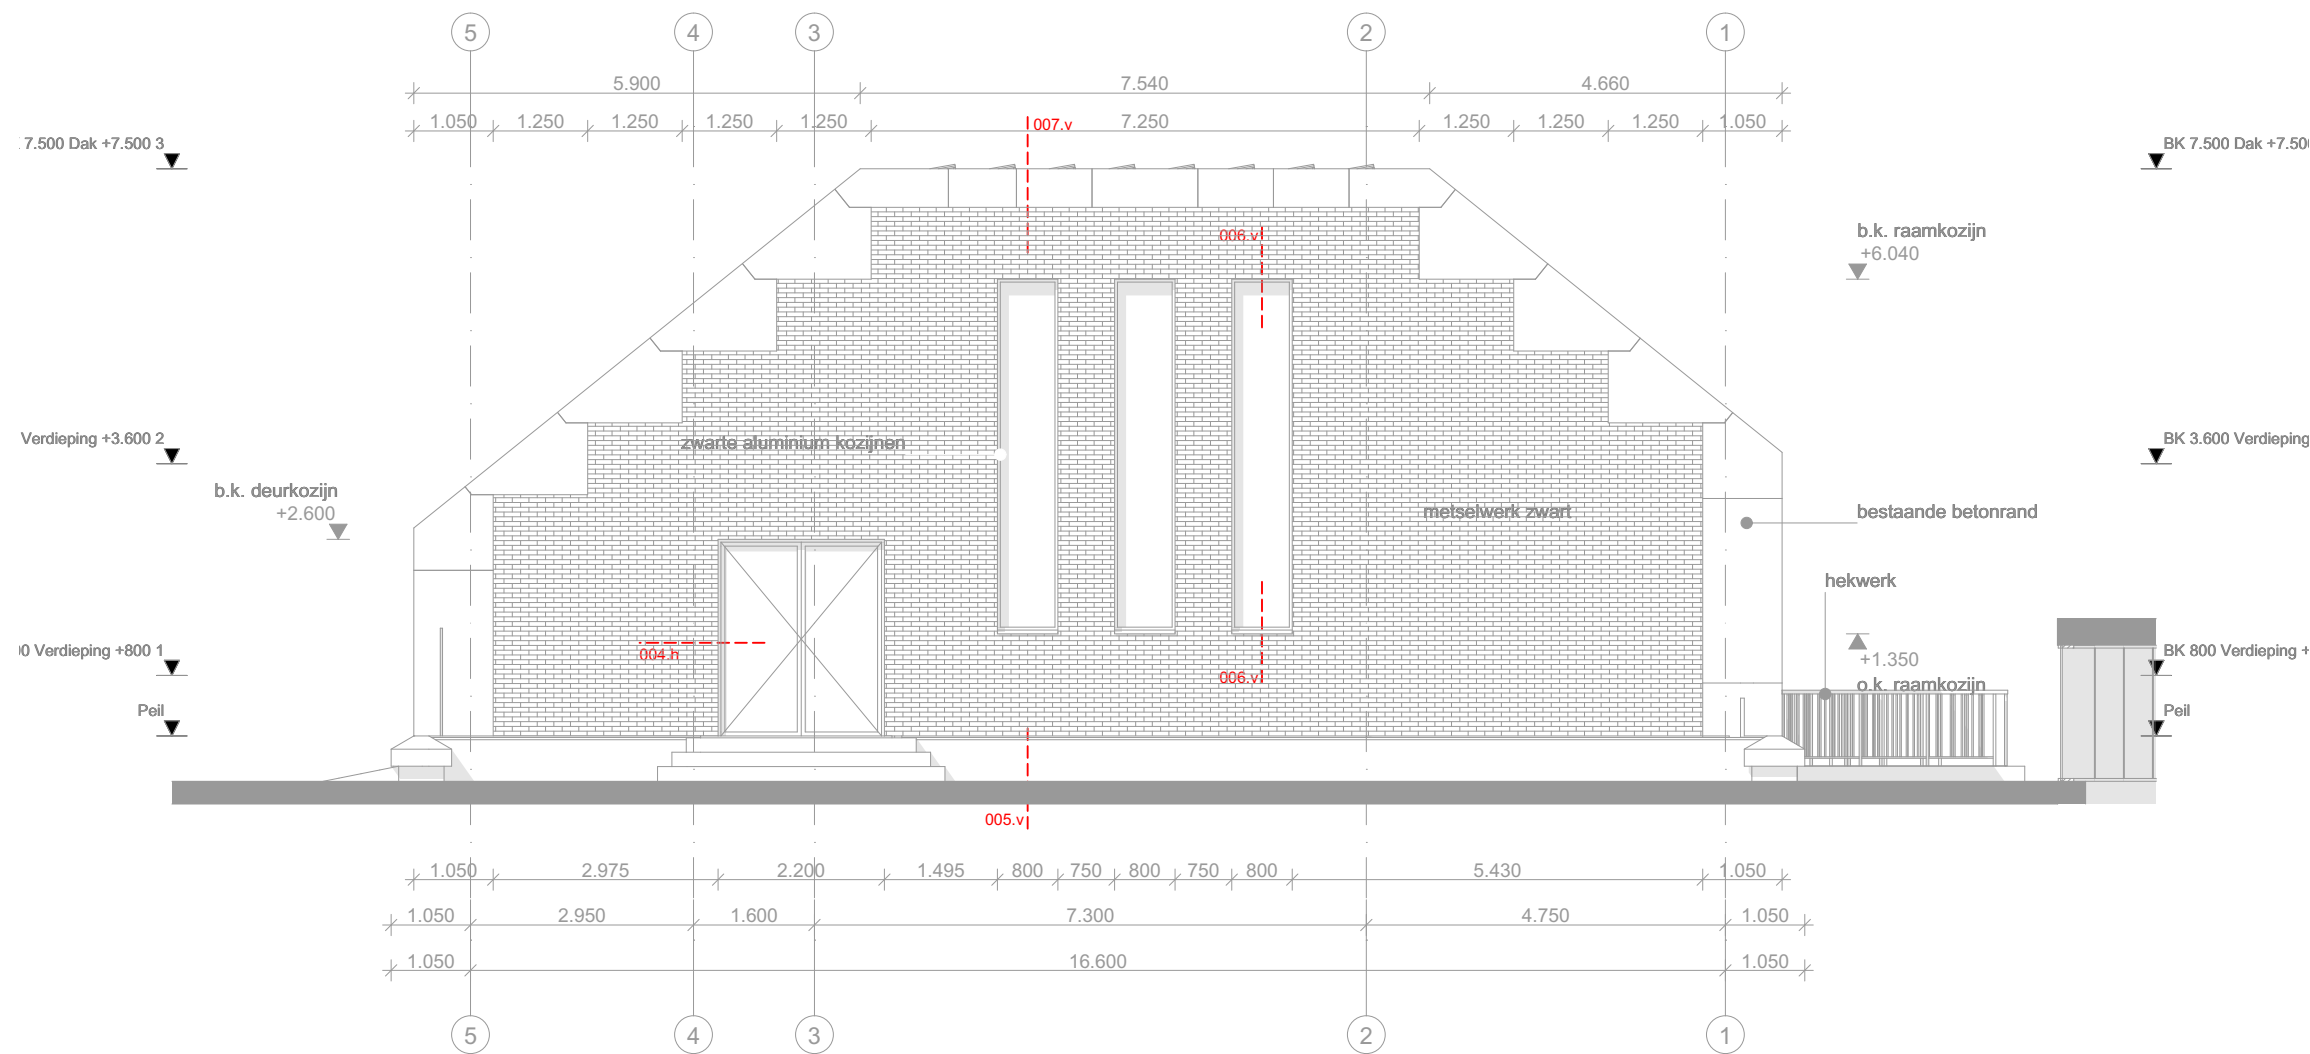 5 4 3 2 1
5.900 7.540 4.660
1.050 1.250 1.250 1.250 1.250 7.250 1.250 1.250 1.250 1.050
007.v
7.500 Dak +7.500 3
BK 7.500 Dak +7.500
006.v
b.k. raamkozijn
+6.040
Verdieping +3.600 2
zwarte aluminium kozijnen
BK 3.600 Verdieping
b.k. deurkozijn
+2.600
metselwerk zwart
bestaande betonrand
hekwerk
0 Verdieping +800 1
004.h
006.v
+1.350
o.k. raamkozijn
BK 800 Verdieping +
Peil
Peil
005.v
1.050 2.975 2.200 1.495 800 750 800 750 800 5.430 1.050
1.050 2.950 1.600 7.300 4.750 1.050
1.050 16.600 1.050
5 4 3 2 1